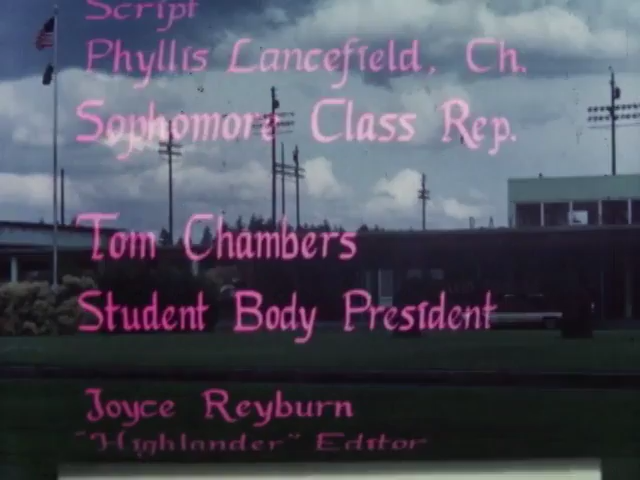 Script
Phyllis Lancefield, Ch.
Sophomore Class Rep.
Tom Chambers
Student Body President
Joyce Reyburn
"Highlander" Editor